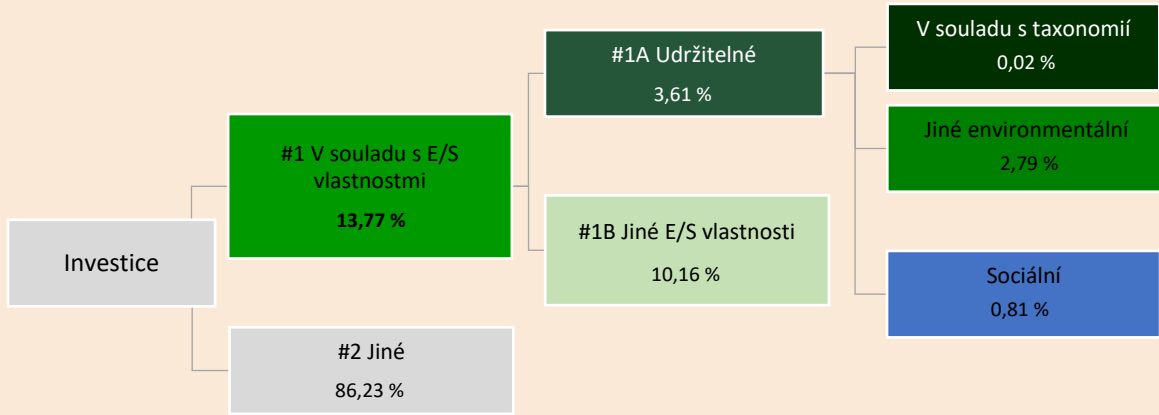 Investice
#1 V souladu s E/S
vlastnostmi
13,77 %
#2 Jiné
86,23 %
#1A Udržitelné
3,61 %
#1B Jiné E/S vlastnosti
10,16 %
V souladu s taxonomií
0,02 %
Jiné environmentální
2,79 %
Sociální
0,81 %